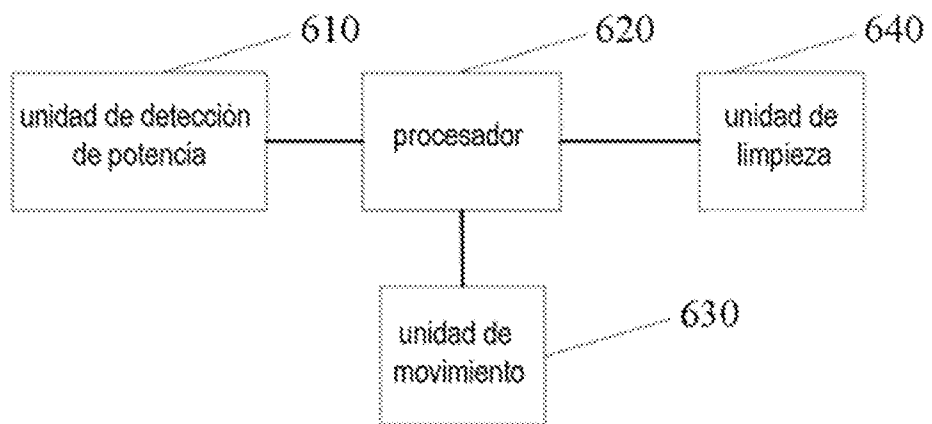 610
620
640
unidad de detección
de potencia
procesador
unidad de
limpieza
unidad de
movimiento
630